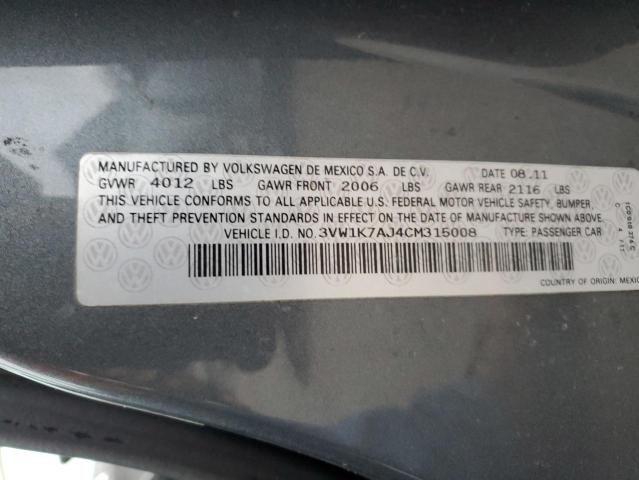 MANUFACTURED BY VOLKSWAGEN DE MEXICO S.A. DE C.V. DATE 08.11
GVWR 4012 LBS GAWR FRONT 2006 LBS GAWR REAR 2116 LBS
THIS VEHICLE CONFORMS TO ALL APPLICABLE U.S. FEDERAL MOTOR VEHICLE SAFETY, BUMPER,
AND THEFT PREVENTION STANDARDS IN EFFECT ON THE DATE OF MANUFACTURE SHOWN ABOVE.
VEHICLE I.D. NO. 3VW1K7AJ4CM315008 TYPE: PASSENGER CAR
COUNTRY OF ORIGIN: MEXIC